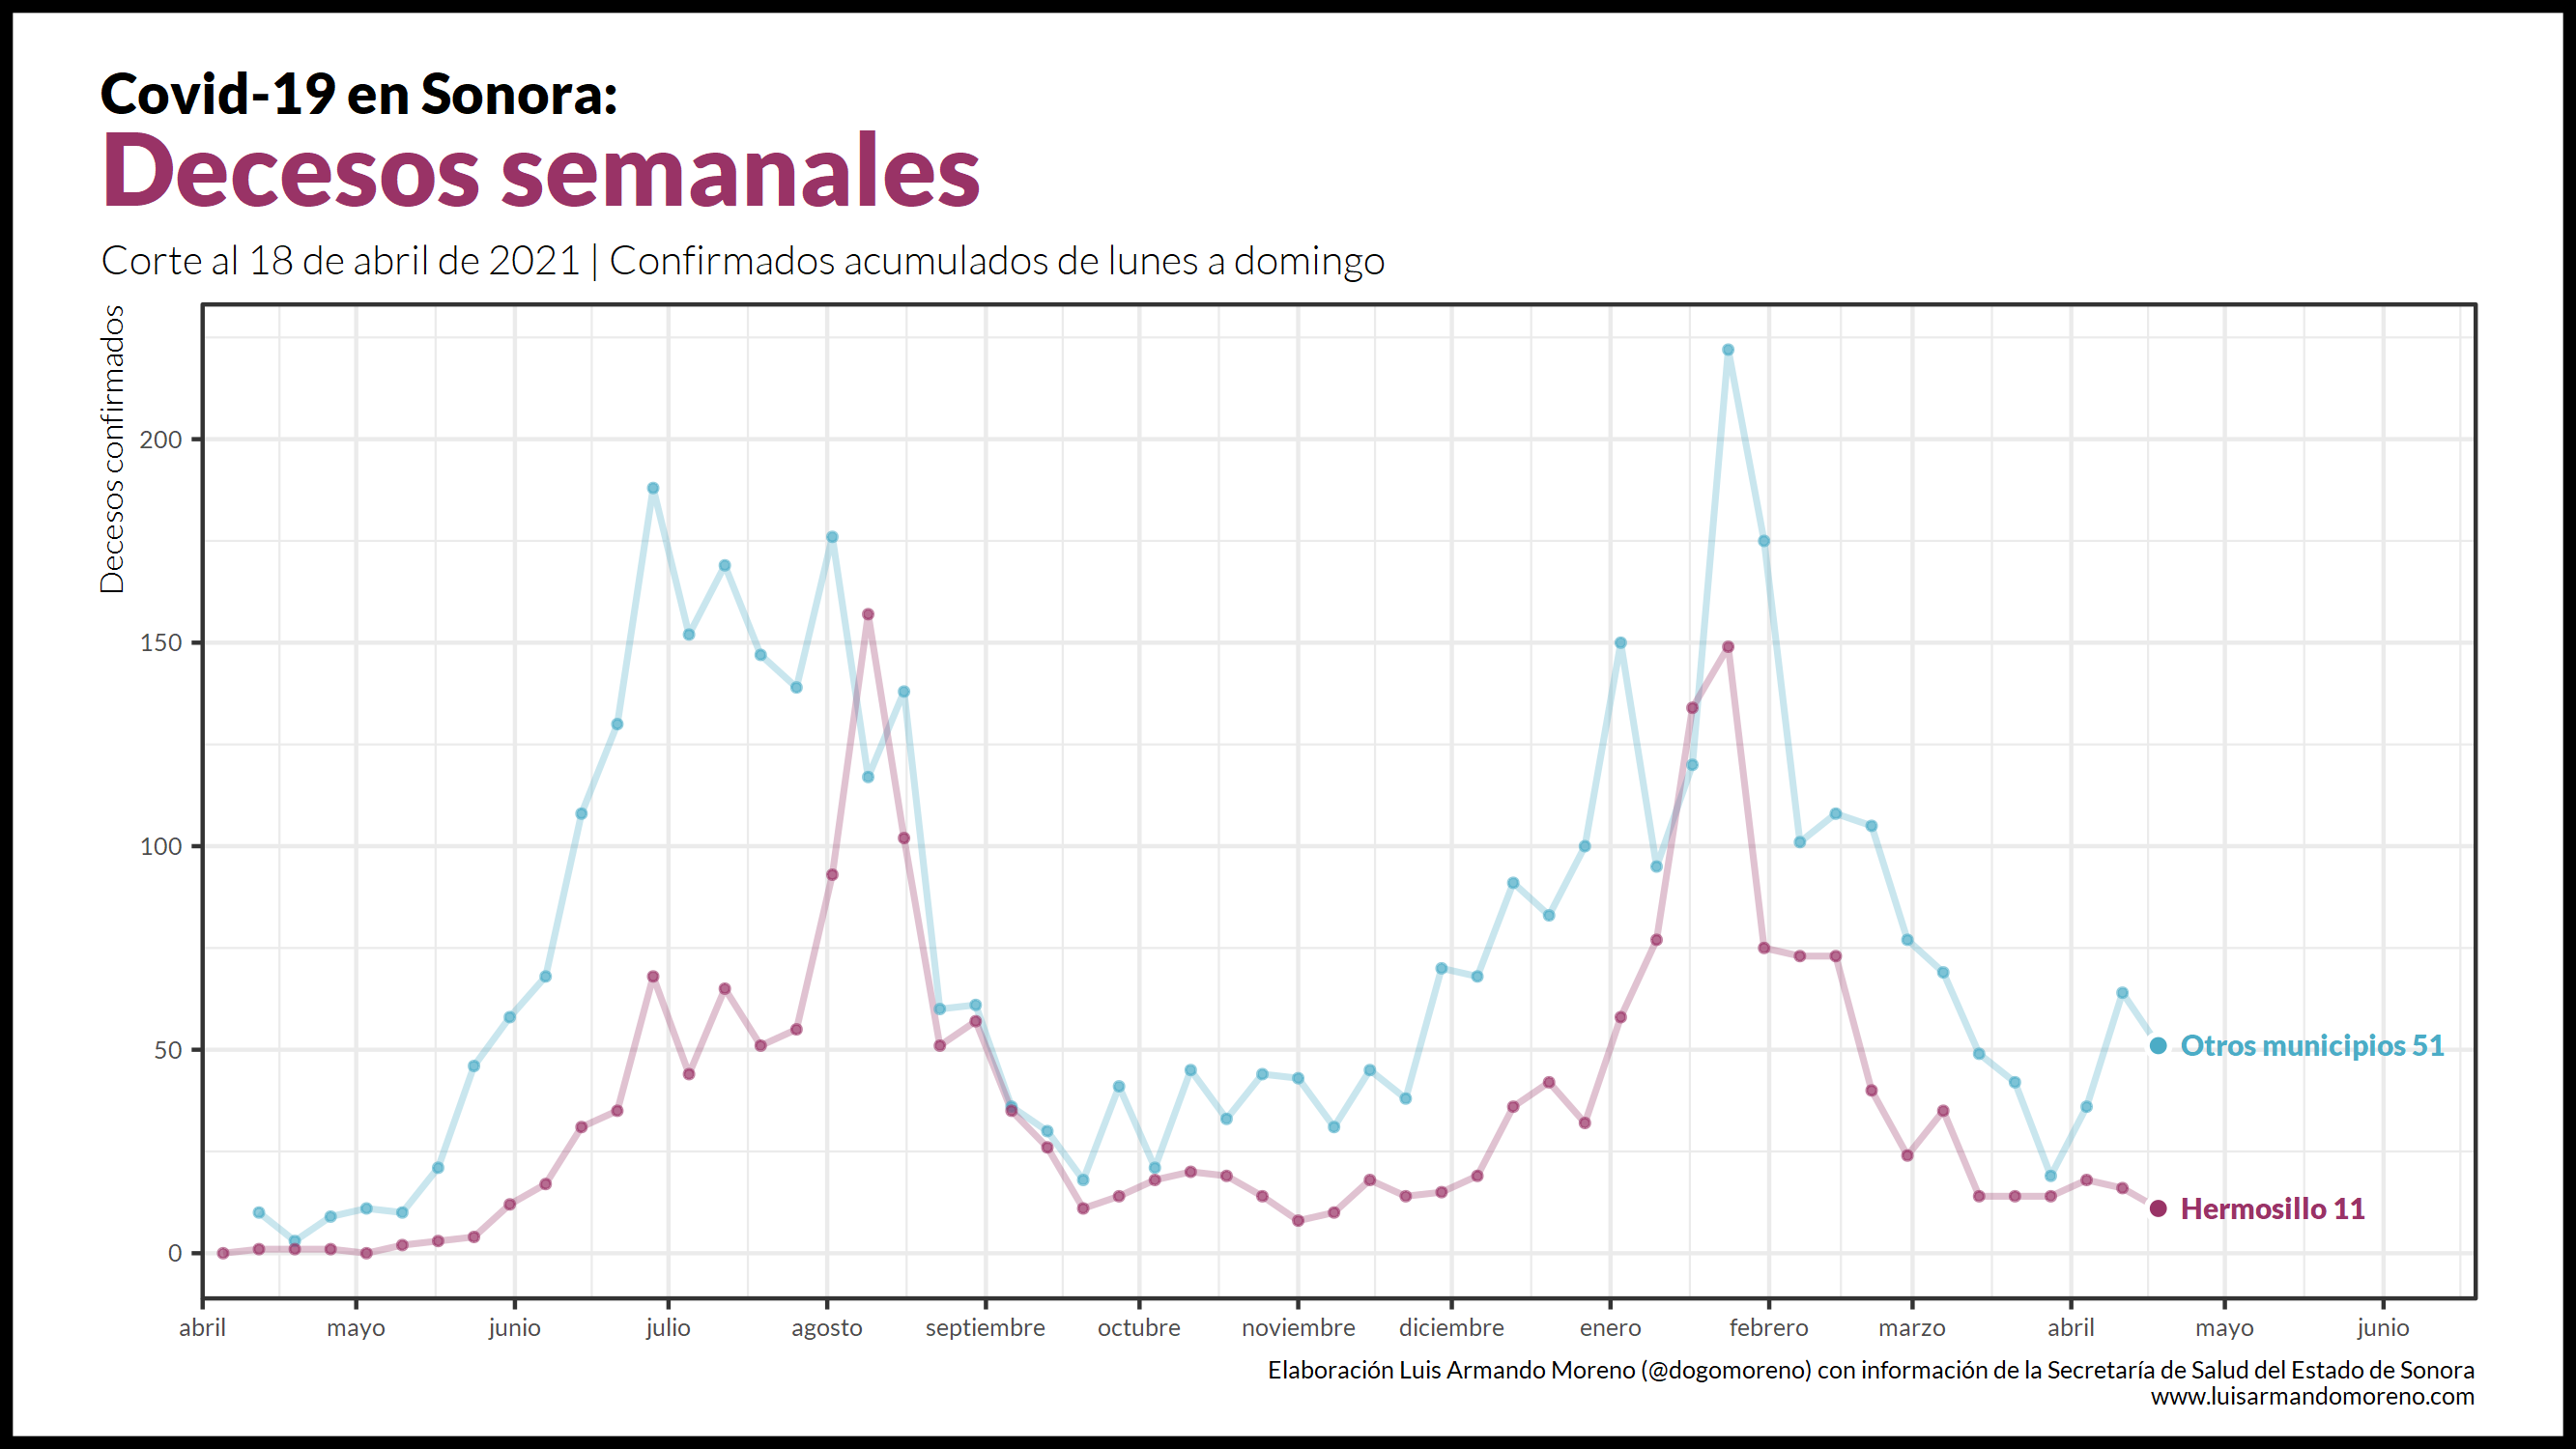 Covid-19 en Sonora:
Decesos semanales
Corte al 18 de abril de 2021 | Confirmados acumulados de lunes a domingo
Decesos confirmados
200
150
100
50
0
Otros municipios 51
Hermosillo 11
abril mayo junio julio agosto septiembre octubre noviembre diciembre enero febrero marzo abril mayo junio
Elaboración Luis Armando Moreno (@dogomoreno) con información de la Secretaría de Salud del Estado de Sonora
www.luisarmandomoreno.com